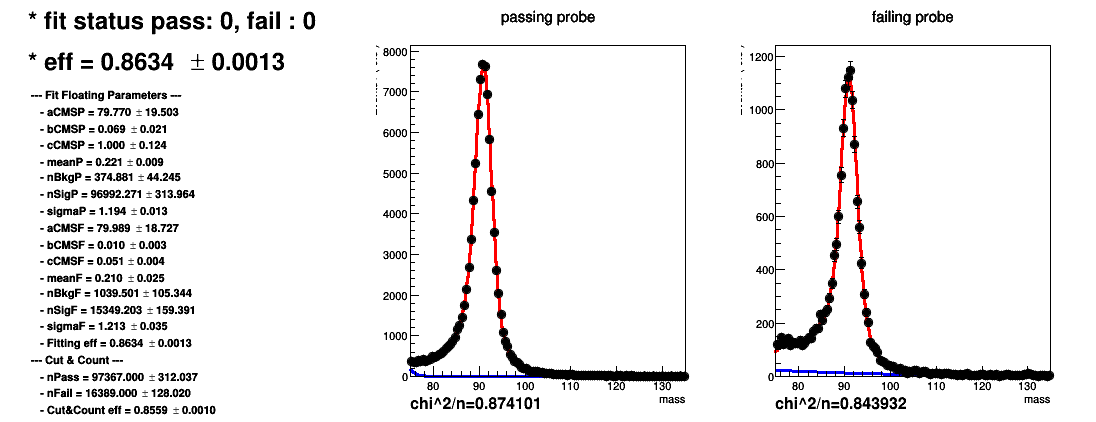 * fit status pass: 0, fail : 0
* eff = 0.8634 ± 0.0013
--- Fit Floating Parameters ---
- aCMSP = 79.770 ± 19.503
- bCMSP = 0.069 ± 0.021
- cCMSP = 1.000 ± 0.124
- meanP = 0.221 ± 0.009
- nBkgP = 374.881 ± 44.245
- nSigP = 96992.271 ± 313.964
- sigmaP = 1.194 ± 0.013
- aCMSF = 79.989 ± 18.727
- bCMSF = 0.010 ± 0.003
- cCMSF = 0.051 ± 0.004
- meanF = 0.210 ± 0.025
- nBkgF = 1039.501 ± 105.344
- nSigF = 15349.203 ± 159.391
- sigmaF = 1.213 ± 0.035
- Fitting eff = 0.8634 ± 0.0013
--- Cut & Count ---
- nPass = 97367.000 ± 312.037
- nFail = 16389.000 ± 128.020
- Cut&Count eff = 0.8559 ± 0.0010
passing probe
8000
7000
6000
5000
4000
3000
2000
1000
0
80 90 100 110 120 130
mass
chi^2/n=0.874101
failing probe
1200
1000
800
600
400
200
0
80 90 100 110 120 130
mass
chi^2/n=0.843932